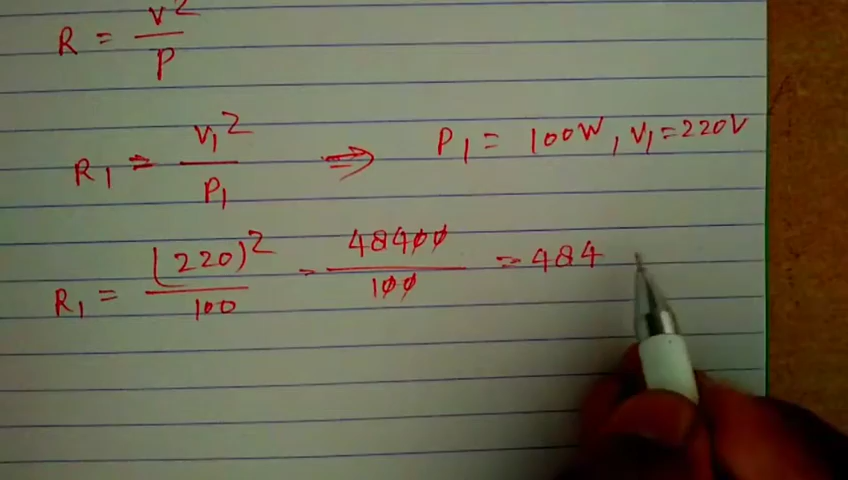 R = V²/P
R₁ = V₁²/P₁ ⇒ P₁ = 100W, V₁ = 220V
R₁ = (220)²/100 = 48400/100 = 484